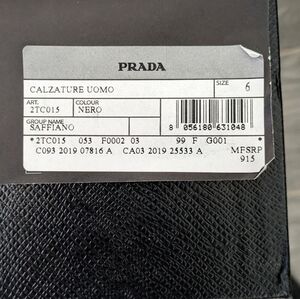 PRADA
CALZATURE UOMO
SIZE 6
ART. COLOUR
2TC015 NERO
GROUP NAME
SAFFIANO
8 056180 631048
*2TC015 053 F0002 03 99 F G001 *
C093 2019 07816 A CA03 2019 25533 A
MFSRP
915